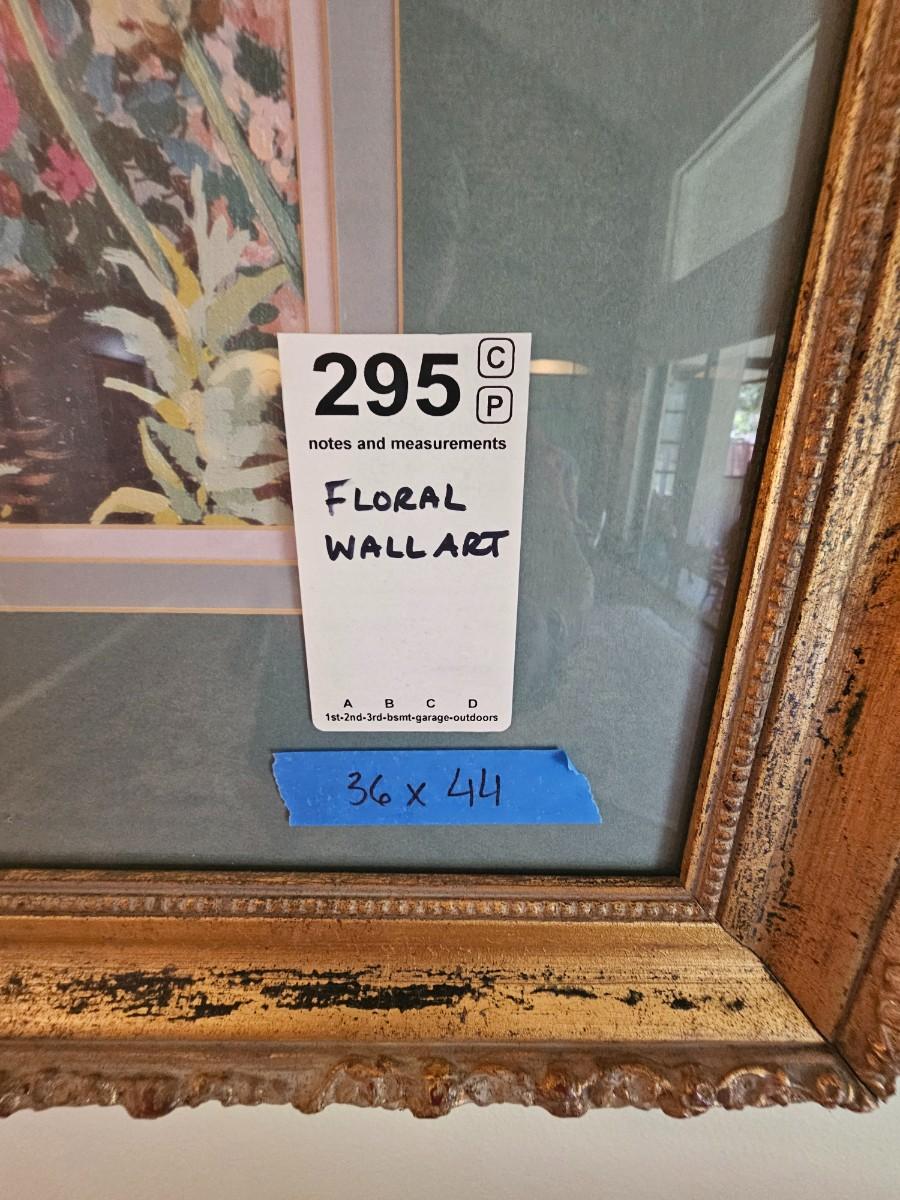 295 C
P
notes and measurements
FLORAL
WALL ART
A B C D
1st-2nd-3rd-bsmt-garage-outdoors
36 x 44